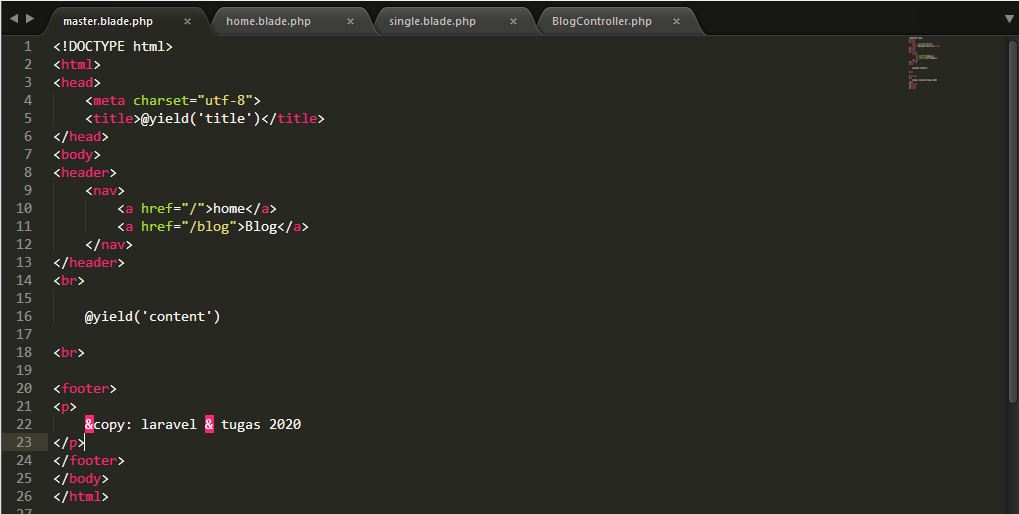 master.blade.php × home.blade.php × single.blade.php × BlogController.php ×
1 <!DOCTYPE html>
2 <html>
3 <head>
4 <meta charset="utf-8">
5 <title>@yield('title')</title>
6 </head>
7 <body>
8 <header>
9 <nav>
10 <a href="/">home</a>
11 <a href="/blog">Blog</a>
12 </nav>
13 </header>
14 <br>
15
16 @yield('content')
17
18 <br>
19
20 <footer>
21 <p>
22 &copy: laravel & tugas 2020
23 </p>
24 </footer>
25 </body>
26 </html>
27